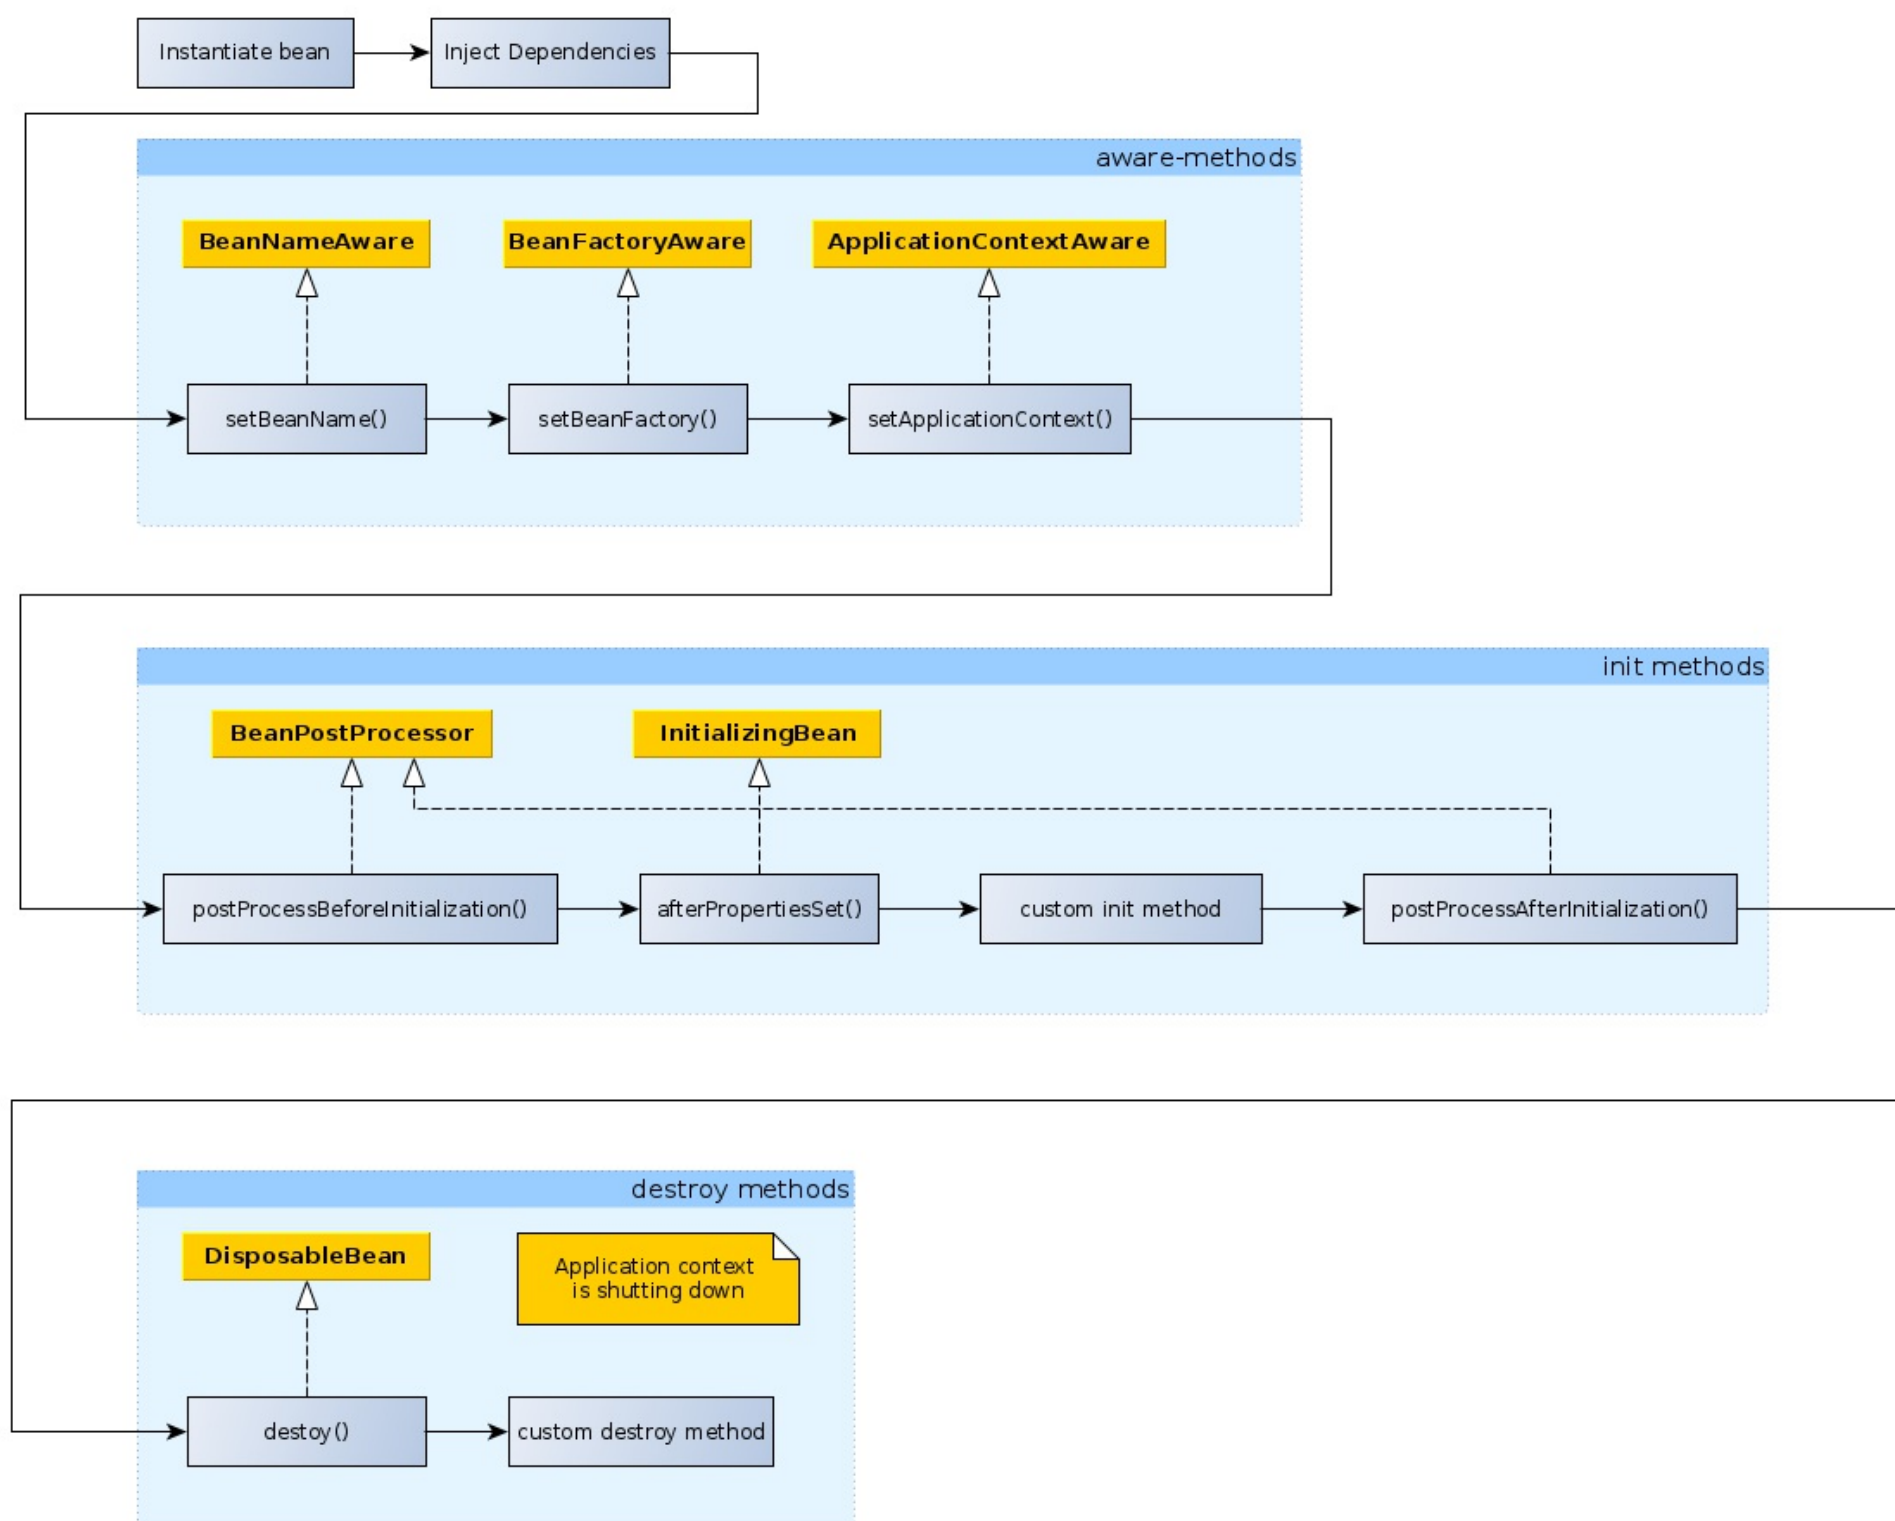 Instantiate bean
Inject Dependencies
aware-methods
BeanNameAware
BeanFactoryAware
ApplicationContextAware
setBeanName()
setBeanFactory()
setApplicationContext()
init methods
BeanPostProcessor
InitializingBean
postProcessBeforeInitialization()
afterPropertiesSet()
custom init method
postProcessAfterInitialization()
destroy methods
DisposableBean
Application context
is shutting down
destoy()
custom destroy method